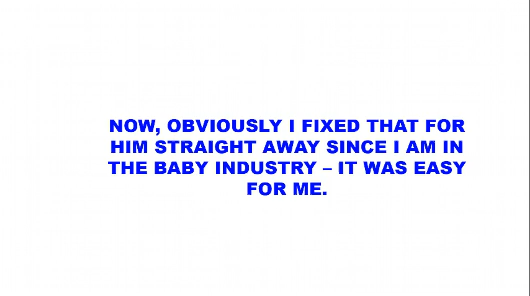 NOW, OBVIOUSLY I FIXED THAT FOR
HIM STRAIGHT AWAY SINCE I AM IN
THE BABY INDUSTRY – IT WAS EASY
FOR ME.